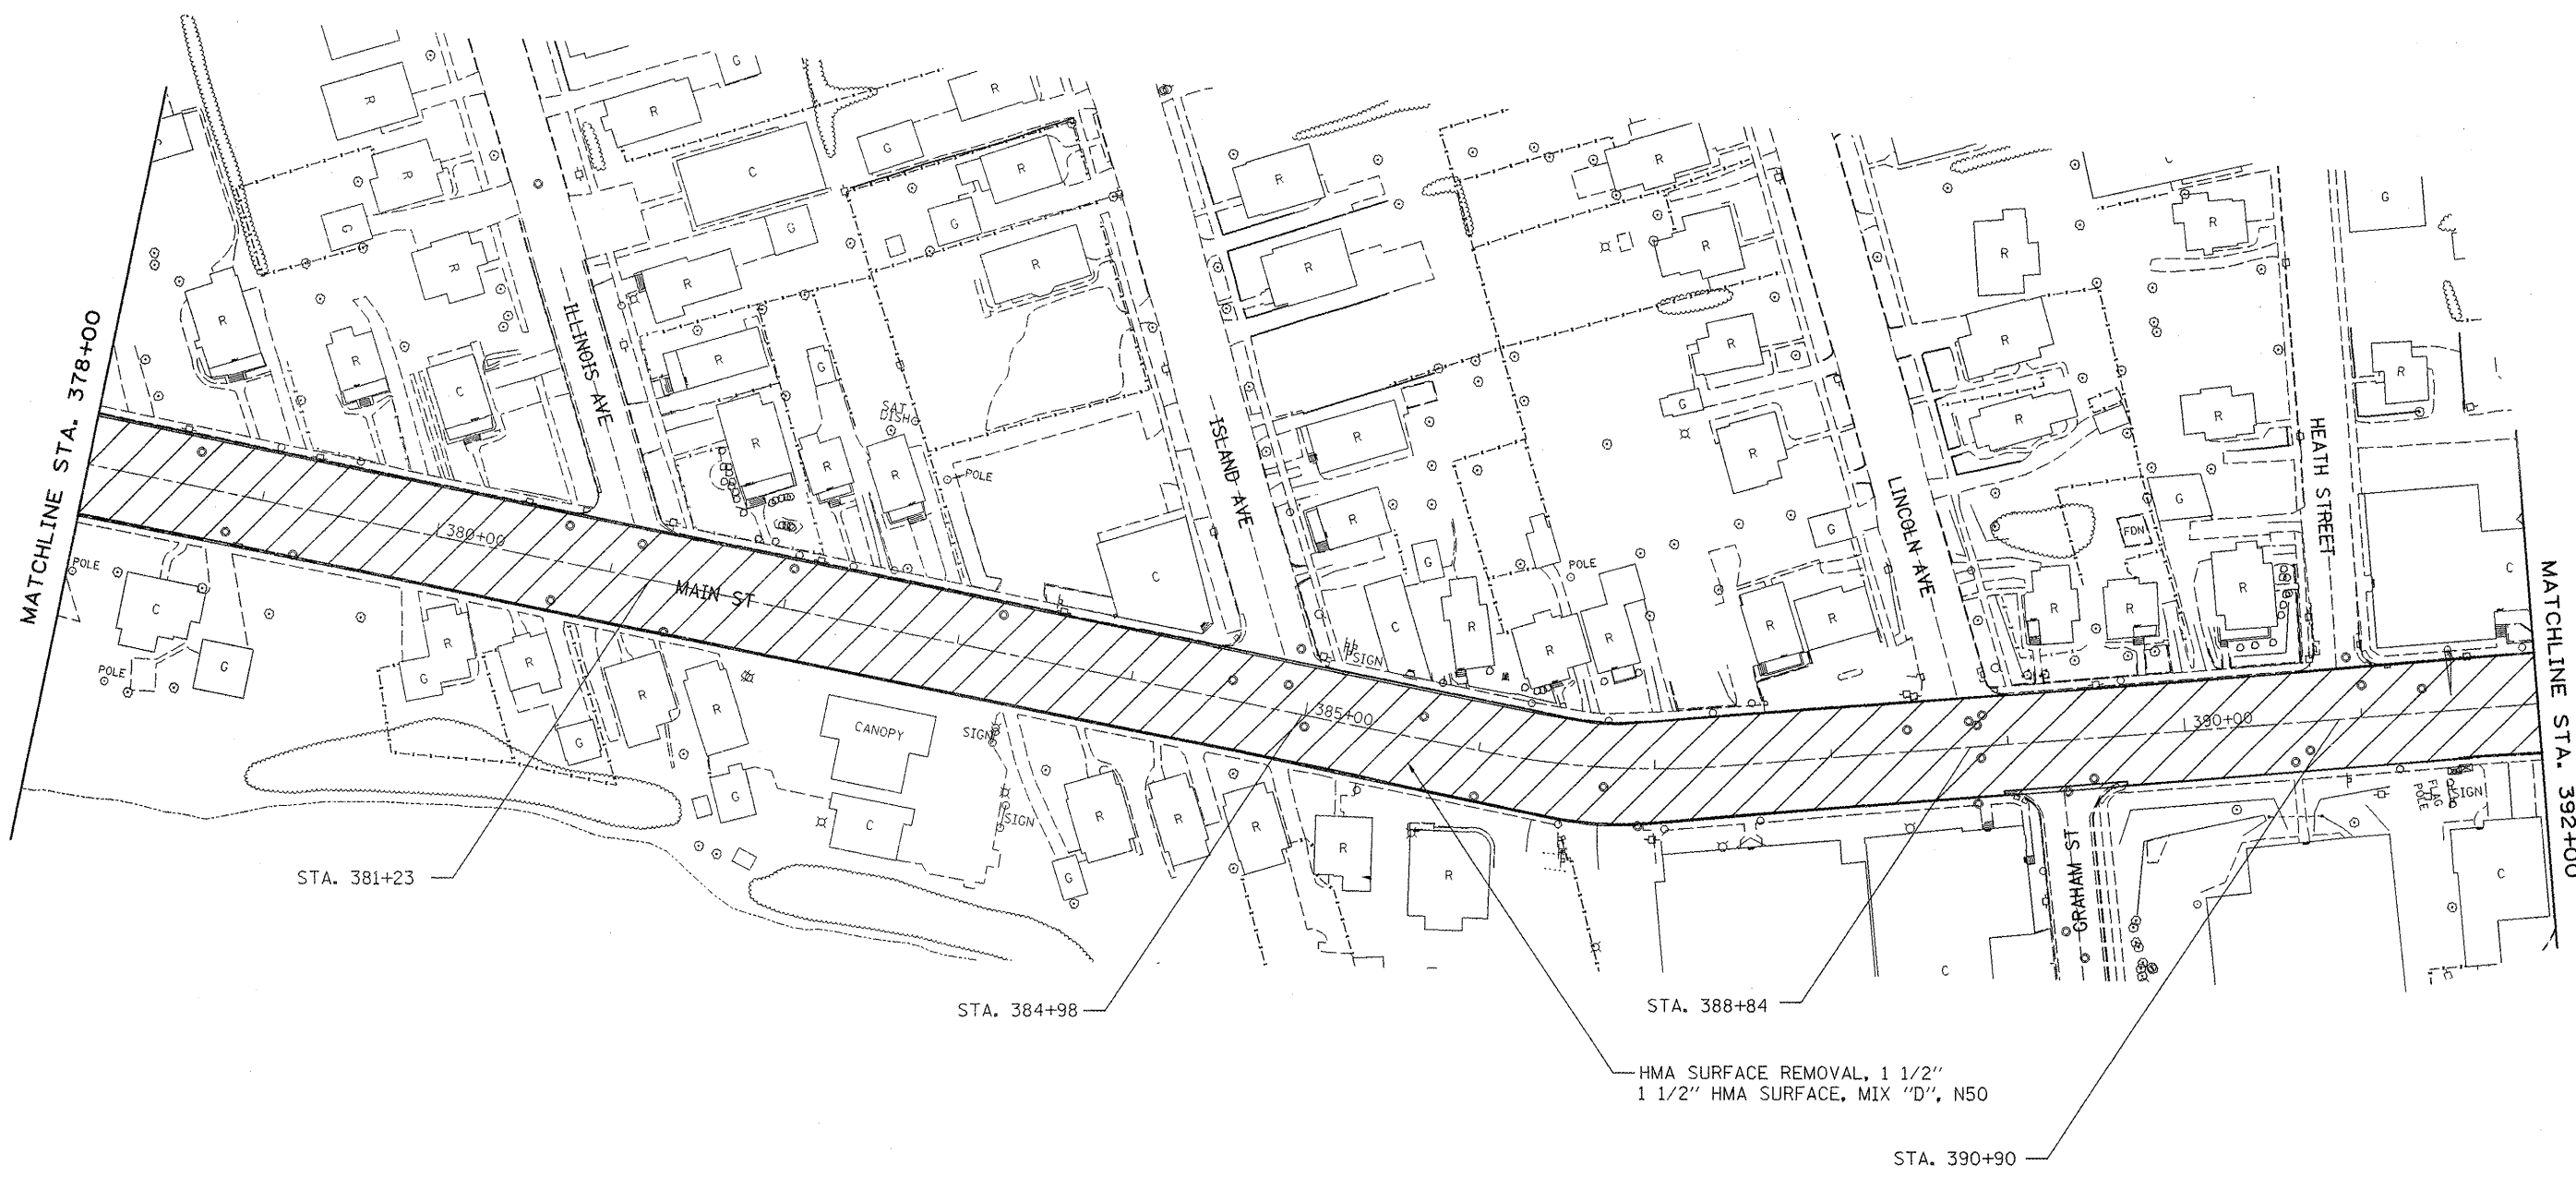 MATCHLINE STA. 378+00
ILLINOIS AVE
ISLAND AVE
LINCOLN AVE
HEATH STREET
MATCHLINE STA. 392+00
GRAHAM ST
MAIN ST
380+00
385+00
390+00
R
R
G
R
R
R
C
R
G
R
C
G
R
G
G
R
R
R
R
G
R
R
R
SAT
DISH
POLE
C
R
R
R
R
G
C
R
R
R
POLE
SIGN
R
R
R
G
R
G
R
R
R
R
R
R
R
G
FDN
R
R
R
G
R
C
POLE
C
POLE
G
R
G
R
G
R
R
G
CANOPY
C
SIGN
SIGN
R
G
R
R
R
R
C
FLAG
POLE
SIGN
C
STA. 381+23
STA. 384+98
STA. 388+84
HMA SURFACE REMOVAL, 1 1/2"
1 1/2" HMA SURFACE, MIX "D", N50
STA. 390+90